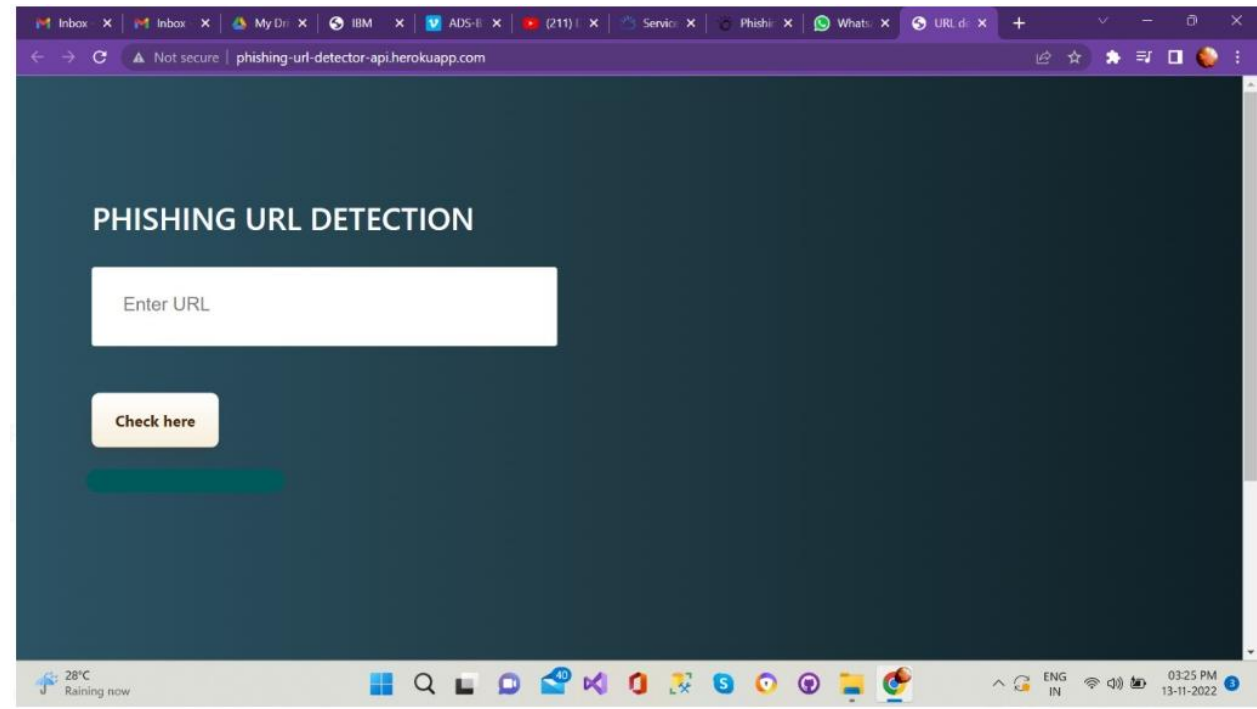 Inbox Inbox My Dri IBM ADS-B (211) Service Phishin Whats URL de
Not secure phishing-url-detector-api.herokuapp.com
PHISHING URL DETECTION
Enter URL
Check here
28°C
Raining now
40
ENG
IN
03:25 PM
13-11-2022
3